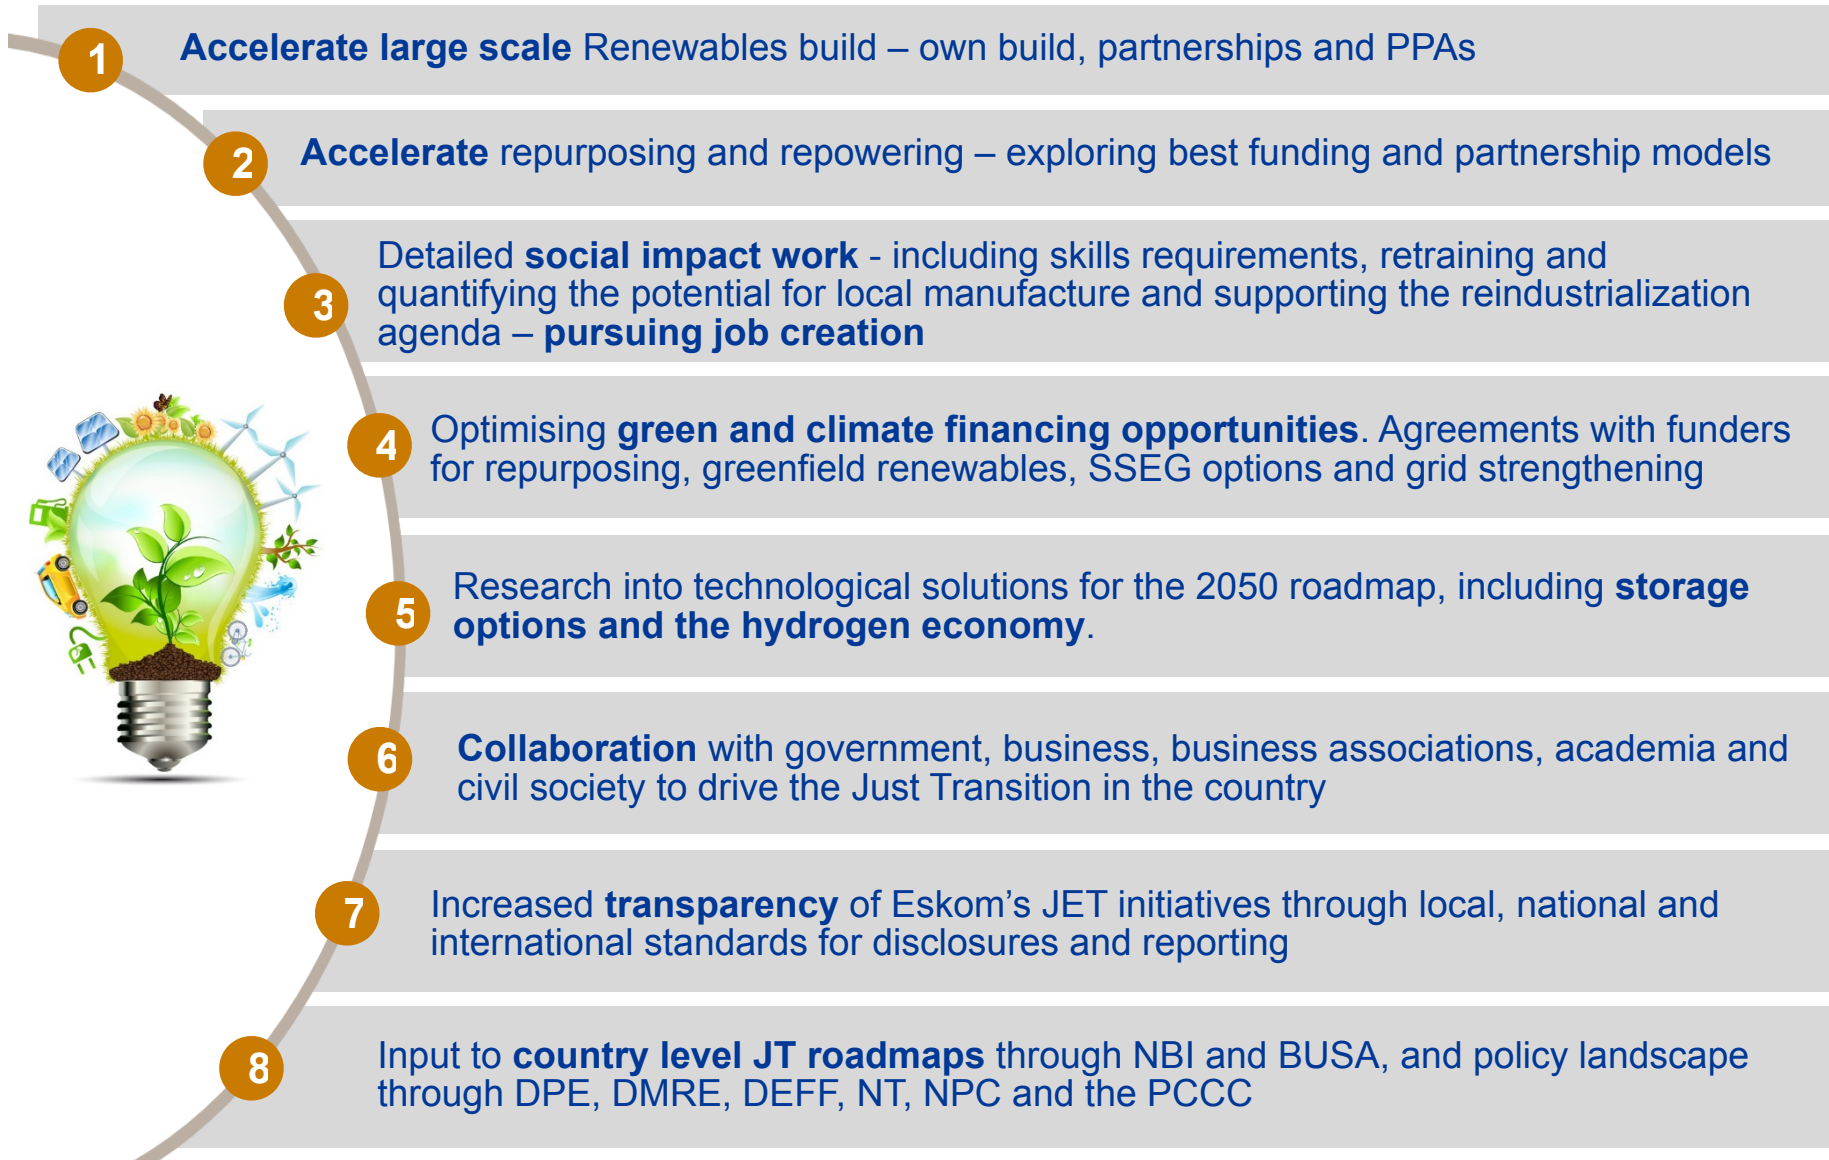 1
Accelerate large scale Renewables build – own build, partnerships and PPAs
2
Accelerate repurposing and repowering – exploring best funding and partnership models
3
Detailed social impact work - including skills requirements, retraining and
quantifying the potential for local manufacture and supporting the reindustrialization
agenda – pursuing job creation
4
Optimising green and climate financing opportunities. Agreements with funders
for repurposing, greenfield renewables, SSEG options and grid strengthening
5
Research into technological solutions for the 2050 roadmap, including storage
options and the hydrogen economy.
6
Collaboration with government, business, business associations, academia and
civil society to drive the Just Transition in the country
7
Increased transparency of Eskom’s JET initiatives through local, national and
international standards for disclosures and reporting
8
Input to country level JT roadmaps through NBI and BUSA, and policy landscape
through DPE, DMRE, DEFF, NT, NPC and the PCCC